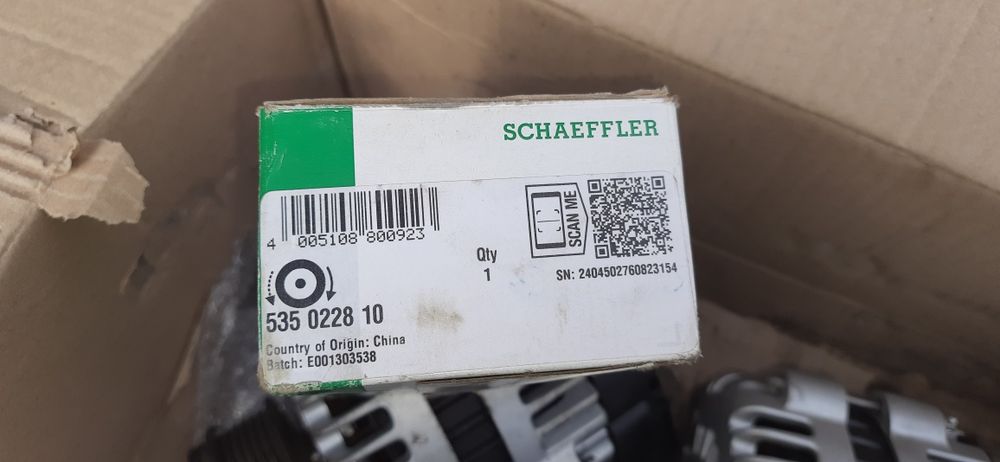 SCHAEFFLER
4 005108 800923
SCAN ME
Qty
1
SN: 2404502760823154
535 0228 10
Country of Origin: China
Batch: E001303538